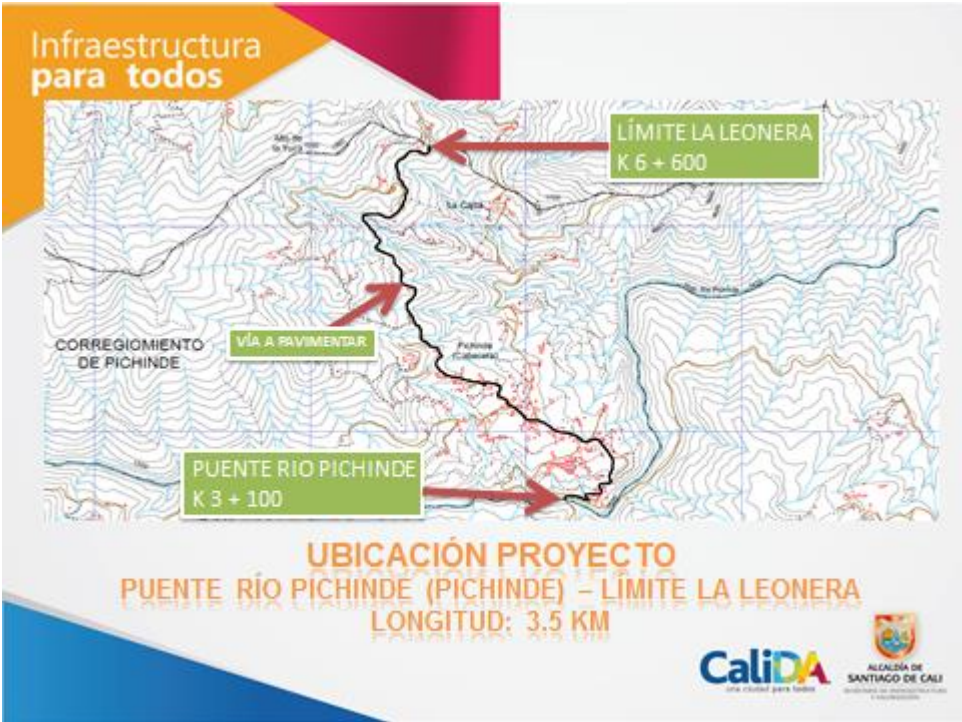 Infraestructura
para todos
LÍMITE LA LEONERA
K 6 + 600
La Cajita
VÍA A PAVIMENTAR
CORREGIOMIENTO
DE PICHINDE
Pichinde
(Cabecera)
PUENTE RIO PICHINDE
K 3 + 100
UBICACIÓN PROYECTO
PUENTE RÍO PICHINDE (PICHINDE) – LÍMITE LA LEONERA
LONGITUD: 3.5 KM
CaliDA
una ciudad para todos
ALCALDÍA DE
SANTIAGO DE CALI